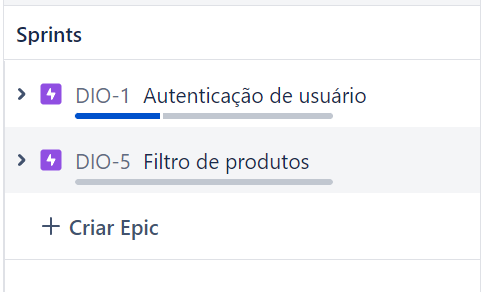 Sprints
DIO-1 Autenticação de usuário
DIO-5 Filtro de produtos
+ Criar Epic